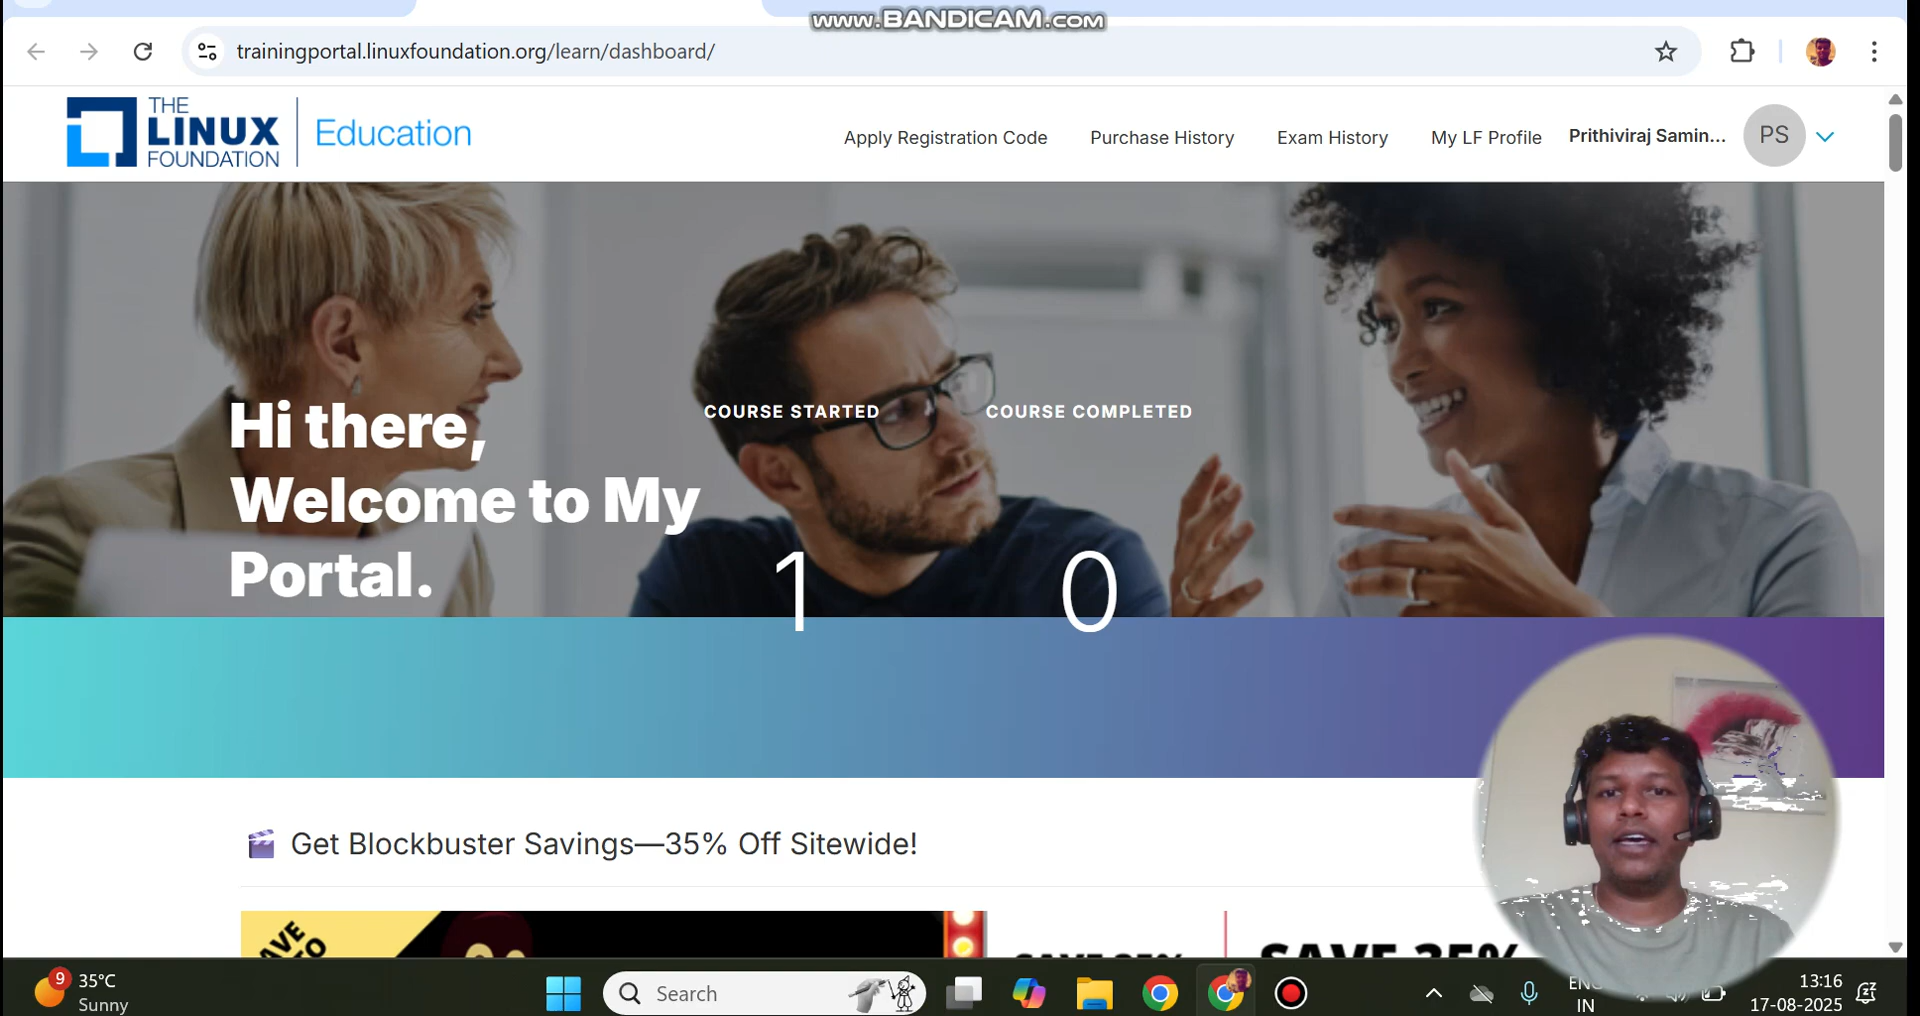 www.BANDICAM.com
trainingportal.linuxfoundation.org/learn/dashboard/
THE
LINUX
FOUNDATION
Education
Apply Registration Code
Purchase History
Exam History
My LF Profile
Prithiviraj Samin...
PS
Hi there,
Welcome to My
Portal.
COURSE STARTED
1
COURSE COMPLETED
0
Get Blockbuster Savings—35% Off Sitewide!
SAVE 35%
9
35°C
Sunny
Search
ENG
IN
13:16
17-08-2025